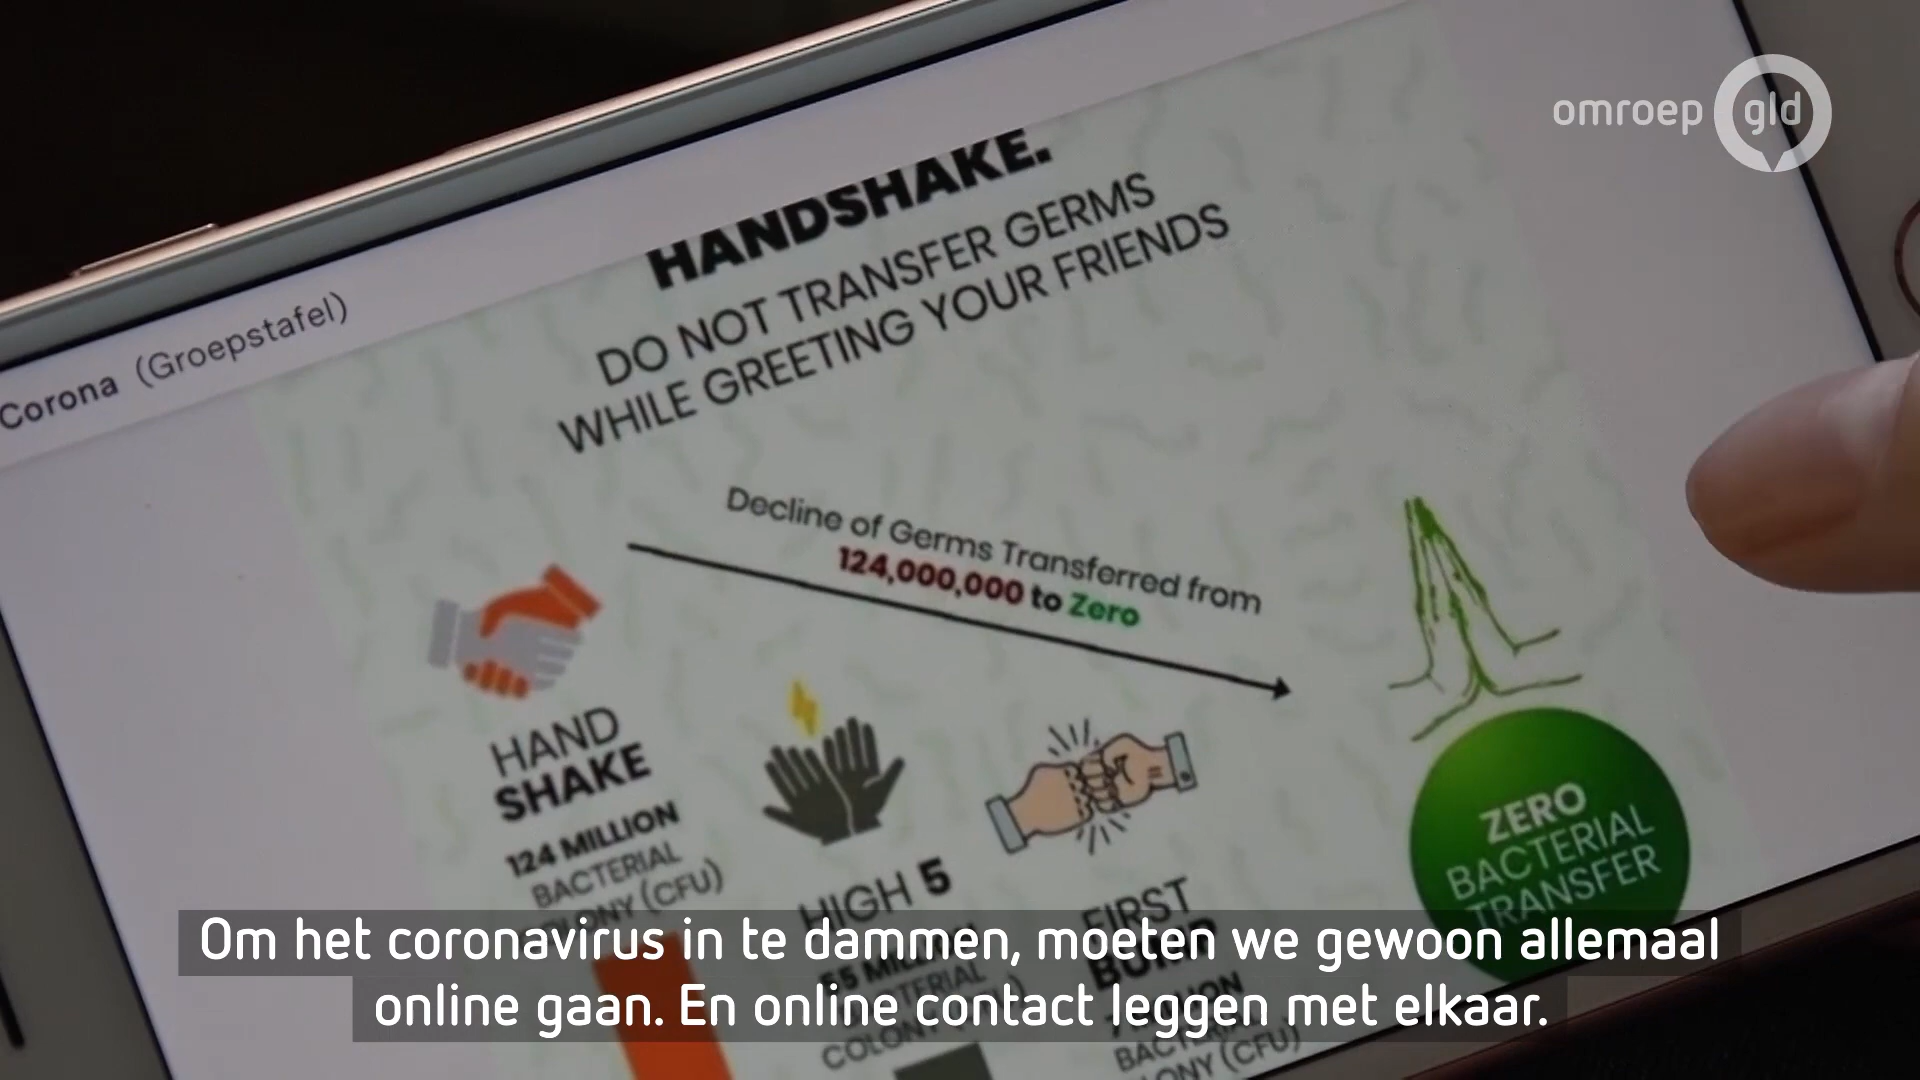 omroep gld
HANDSHAKE.
DO NOT TRANSFER GERMS
WHILE GREETING YOUR FRIENDS
Corona (Groepstafel)
Decline of Germs Transferred from
124,000,000 to Zero
HAND
SHAKE
124 MILLION
BACTERIAL
(CFU)
HIGH 5
FIRST
ZERO
BACTERIAL
TRANSFER
Om het coronavirus in te dammen, moeten we gewoon allemaal
online gaan. En online contact leggen met elkaar.